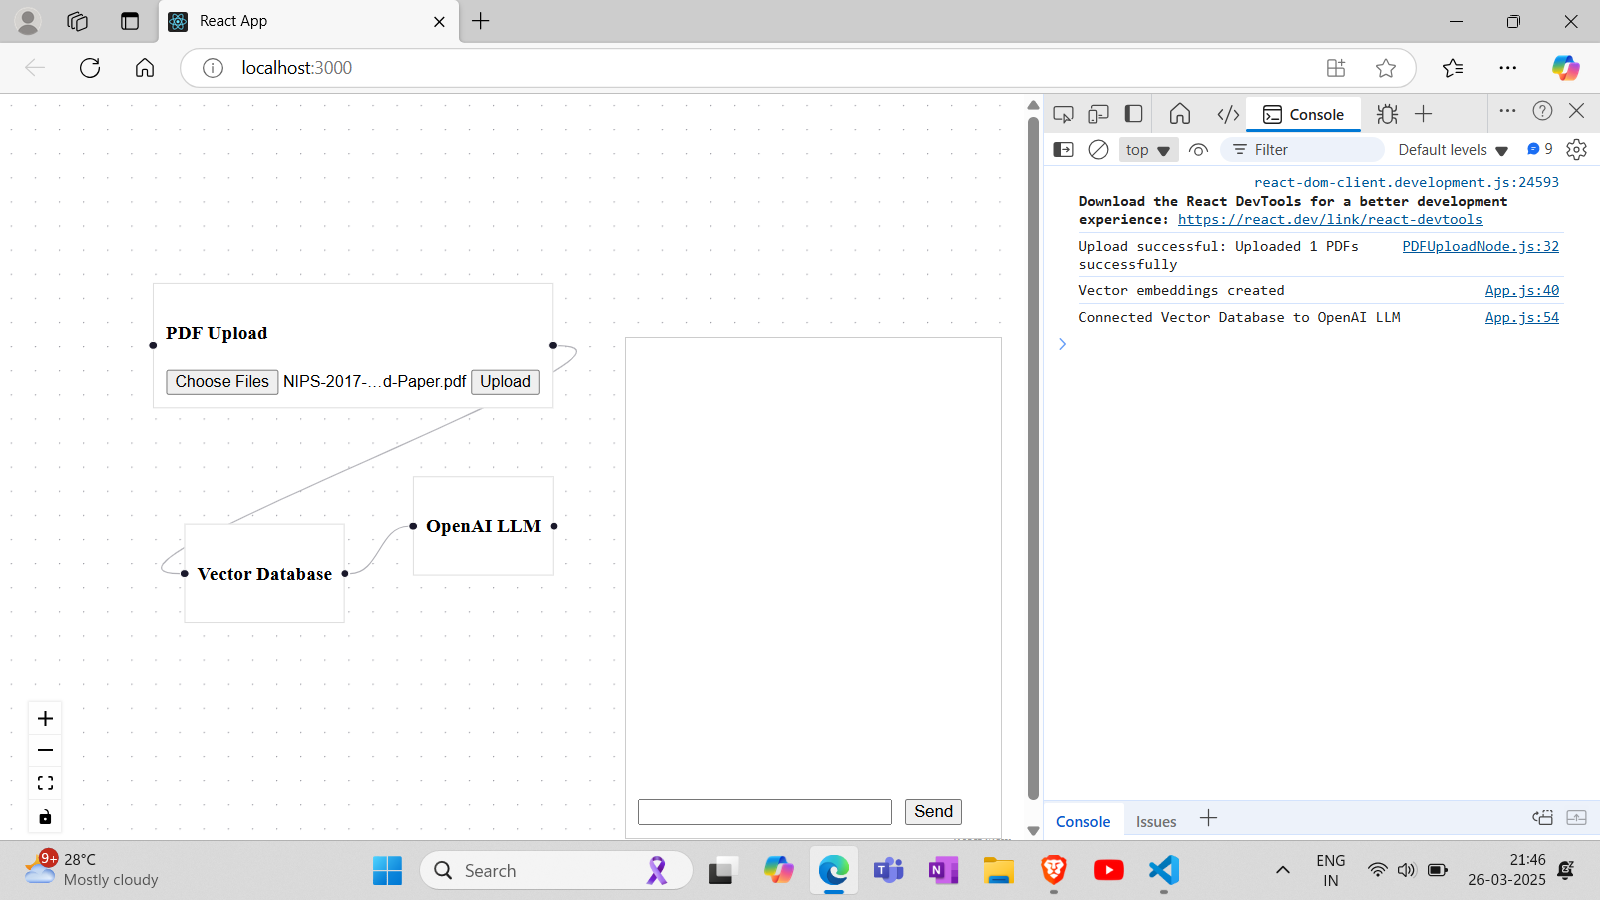 React App
localhost:3000
Console
top
Filter
Default levels
9
react-dom-client.development.js:24593
Download the React DevTools for a better development
experience: https://react.dev/link/react-devtools
Upload successful: Uploaded 1 PDFs
successfully
PDFUploadNode.js:32
Vector embeddings created
App.js:40
Connected Vector Database to OpenAI LLM
App.js:54
PDF Upload
Choose Files NIPS-2017-...d-Paper.pdf Upload
OpenAI LLM
Vector Database
Send
Console
Issues
9+
28°C
Mostly cloudy
Search
ENG
IN
21:46
26-03-2025